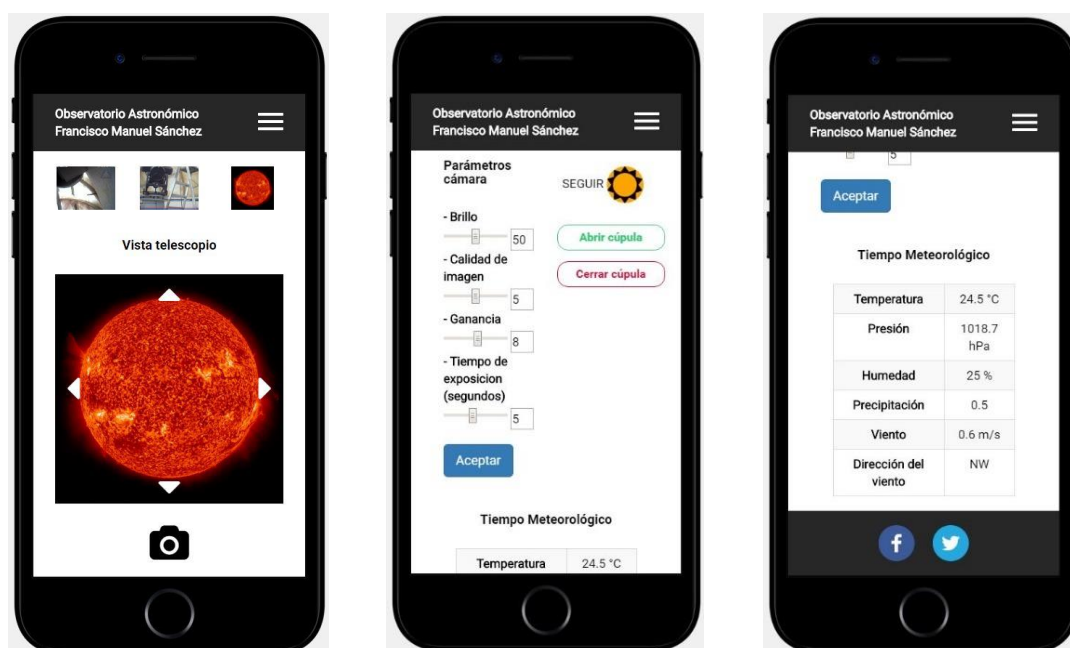 Observatorio Astronómico
Francisco Manuel Sánchez
Vista telescopio
Observatorio Astronómico
Francisco Manuel Sánchez
Parámetros
cámara
SEGUIR
- Brillo
50
Abrir cúpula
- Calidad de
imagen
Cerrar cúpula
5
- Ganancia
8
- Tiempo de
exposicion
(segundos)
5
Aceptar
Tiempo Meteorológico
Temperatura 24.5 °C
Observatorio Astronómico
Francisco Manuel Sánchez
5
Aceptar
Tiempo Meteorológico
Temperatura 24.5 °C
Presión 1018.7
hPa
Humedad 25 %
Precipitación 0.5
Viento 0.6 m/s
Dirección del NW
viento